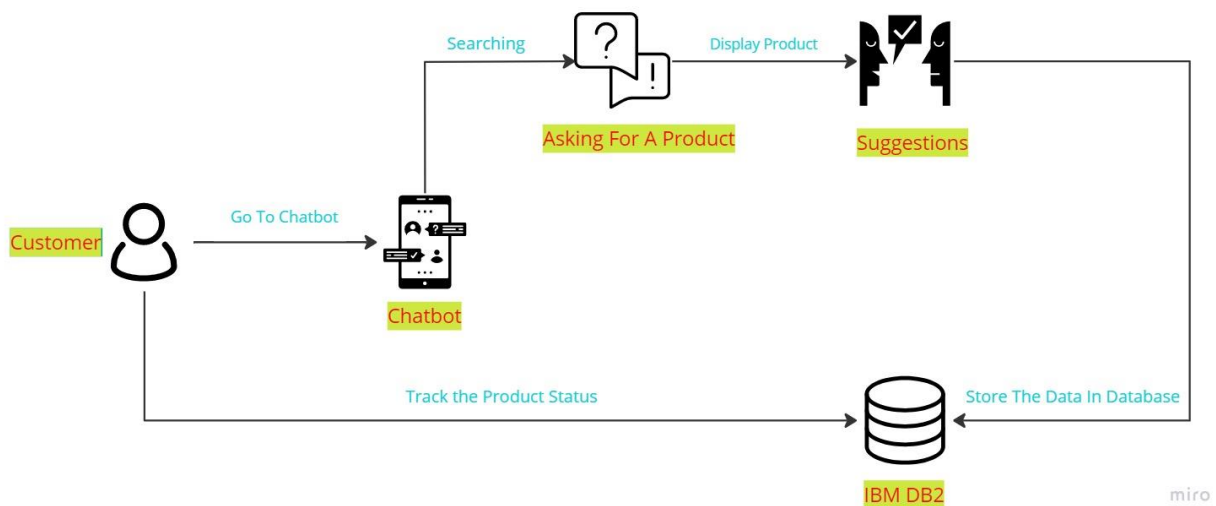 Searching
Display Product
Asking For A Product
Suggestions
Go To Chatbot
Customer
Chatbot
Track the Product Status
Store The Data In Database
IBM DB2
miro
?
!
?